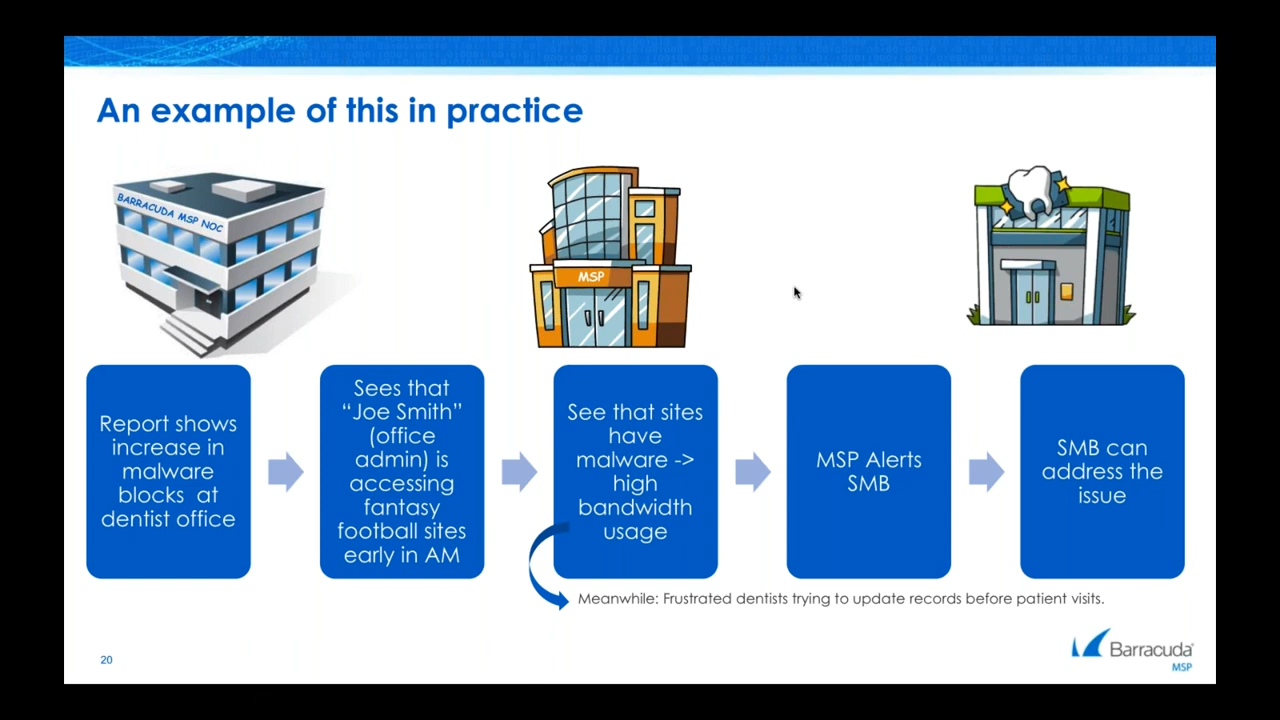 An example of this in practice
BARRACUDA MSP NOC
MSP
Report shows
increase in
malware
blocks at
dentist office
Sees that
“Joe Smith”
(office
admin) is
accessing
fantasy
football sites
early in AM
See that sites
have
malware ->
high
bandwidth
usage
MSP Alerts
SMB
SMB can
address the
issue
Meanwhile: Frustrated dentists trying to update records before patient visits.
20
Barracuda
MSP